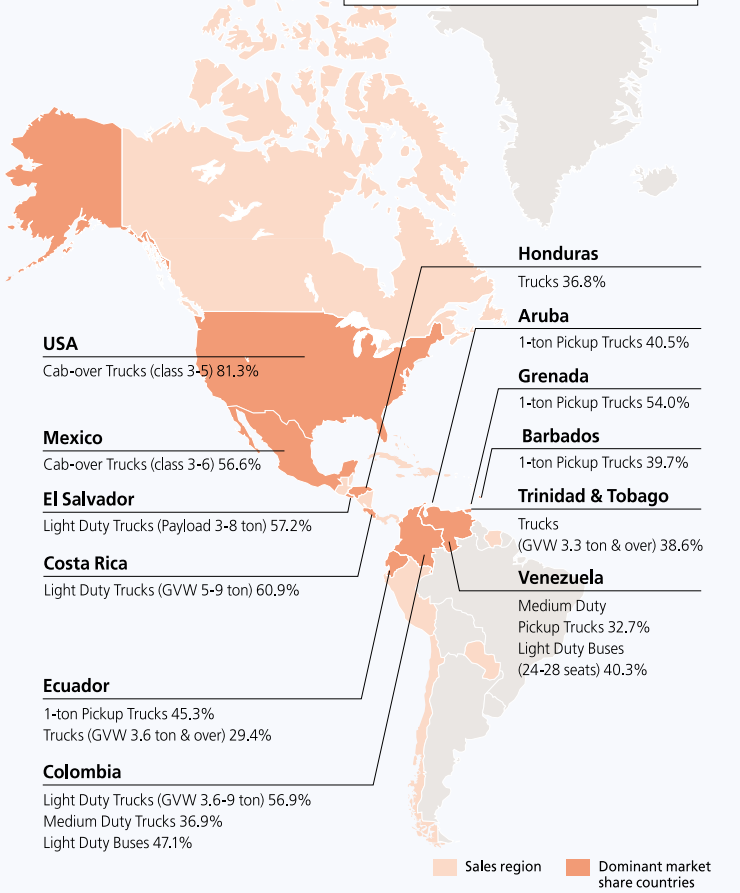 Honduras
Trucks 36.8%
Aruba
1-ton Pickup Trucks 40.5%
Grenada
1-ton Pickup Trucks 54.0%
Barbados
1-ton Pickup Trucks 39.7%
Trinidad & Tobago
Trucks
(GVW 3.3 ton & over) 38.6%
Venezuela
Medium Duty
Pickup Trucks 32.7%
Light Duty Buses
(24-28 seats) 40.3%
USA
Cab-over Trucks (class 3-5) 81.3%
Mexico
Cab-over Trucks (class 3-6) 56.6%
El Salvador
Light Duty Trucks (Payload 3-8 ton) 57.2%
Costa Rica
Light Duty Trucks (GVW 5-9 ton) 60.9%
Ecuador
1-ton Pickup Trucks 45.3%
Trucks (GVW 3.6 ton & over) 29.4%
Colombia
Light Duty Trucks (GVW 3.6-9 ton) 56.9%
Medium Duty Trucks 36.9%
Light Duty Buses 47.1%
Sales region
Dominant market
share countries